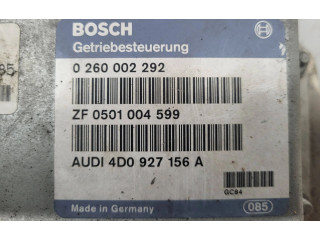 BOSCH
Getriebesteuerung
0 260 002 292
ZF 0501 004 599
AUDI 4D0 927 156 A
GC84
Made in Germany
085